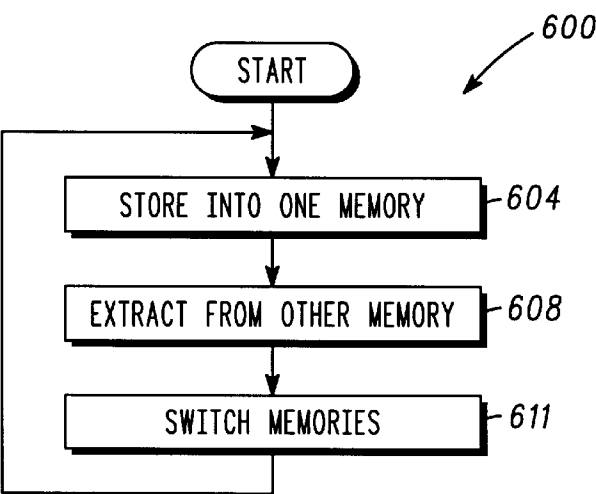 600
START
STORE INTO ONE MEMORY
604
EXTRACT FROM OTHER MEMORY
608
SWITCH MEMORIES
611